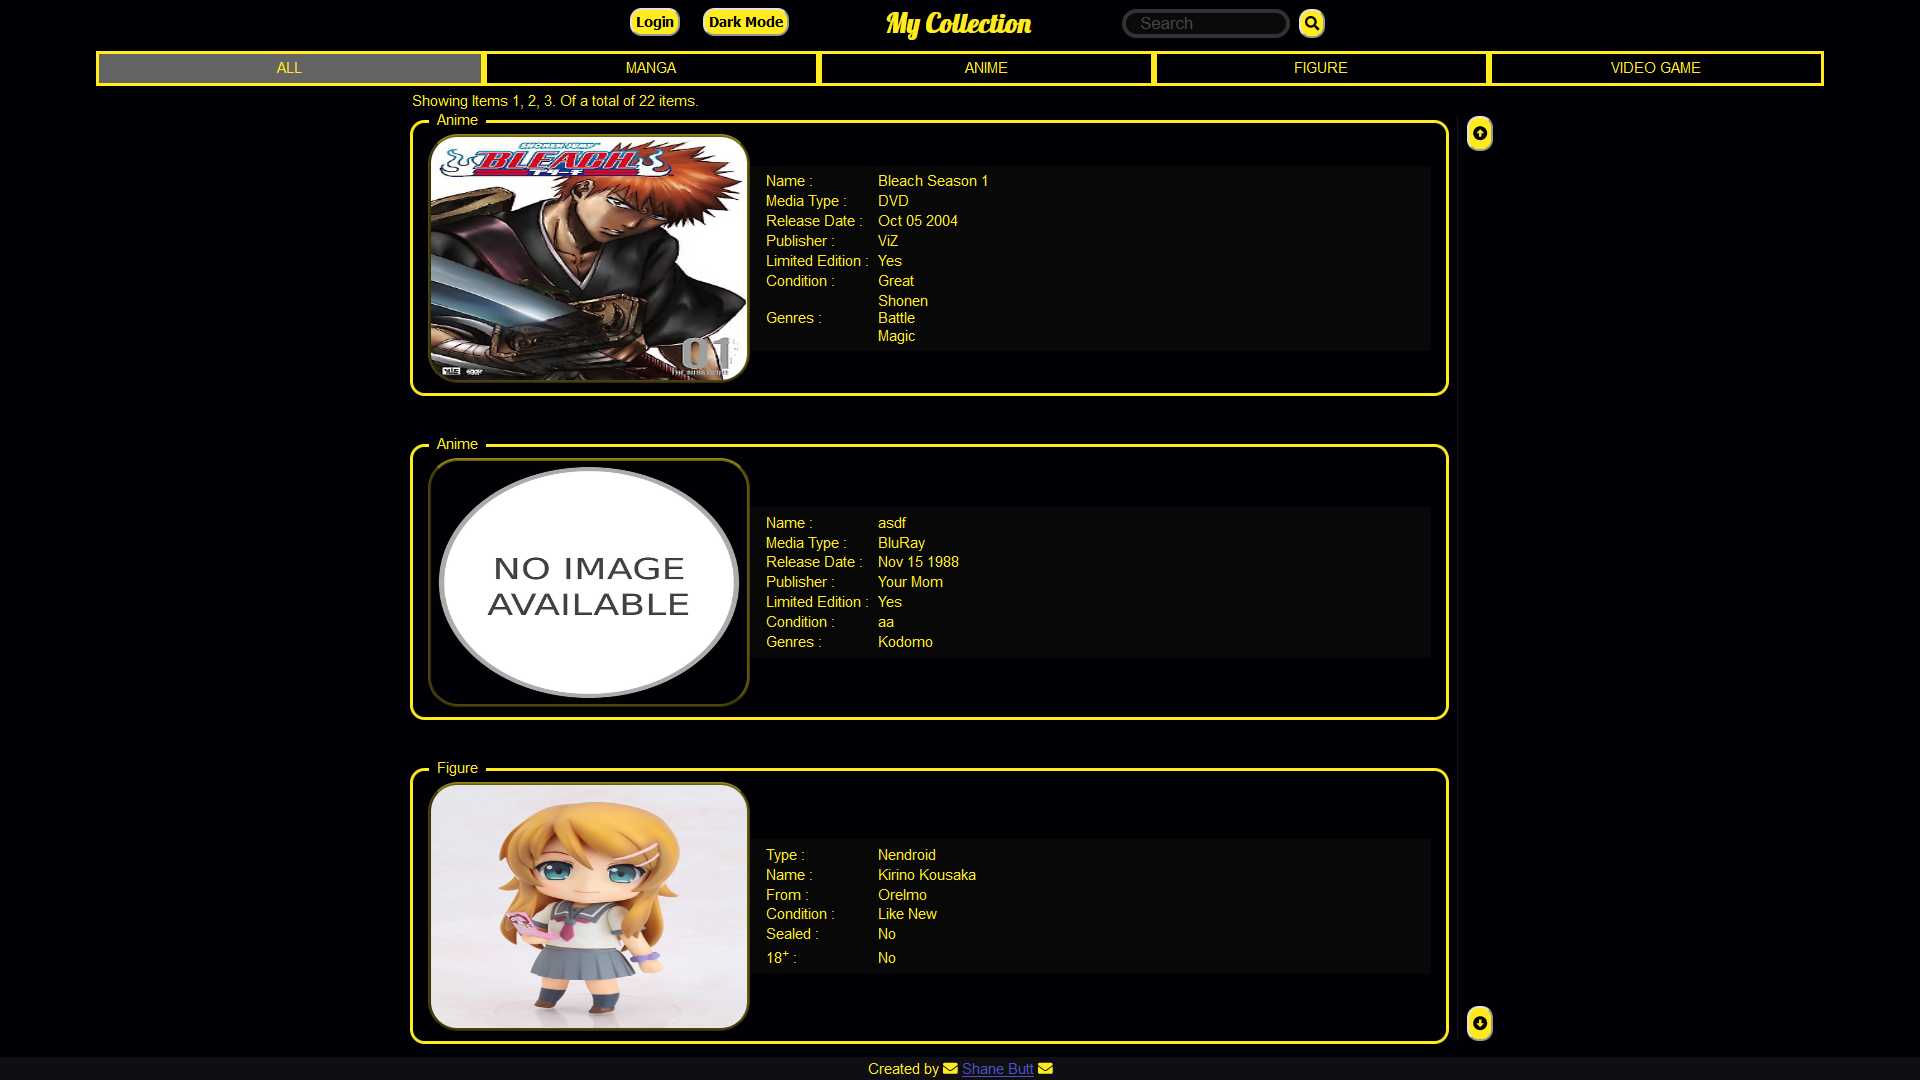 Login
Dark Mode
My Collection
Search
ALL
MANGA
ANIME
FIGURE
VIDEO GAME
Showing Items 1, 2, 3. Of a total of 22 items.
Anime
SHONEN JUMP
BLEACH
ブリーチ
01
Name : Bleach Season 1
Media Type : DVD
Release Date : Oct 05 2004
Publisher : ViZ
Limited Edition : Yes
Condition : Great
Genres : Shonen
Battle
Magic
Anime
NO IMAGE
AVAILABLE
Name : asdf
Media Type : BluRay
Release Date : Nov 15 1988
Publisher : Your Mom
Limited Edition : Yes
Condition : aa
Genres : Kodomo
Figure
Type : Nendroid
Name : Kirino Kousaka
From : OreImo
Condition : Like New
Sealed : No
18+ : No
Created by Shane Butt